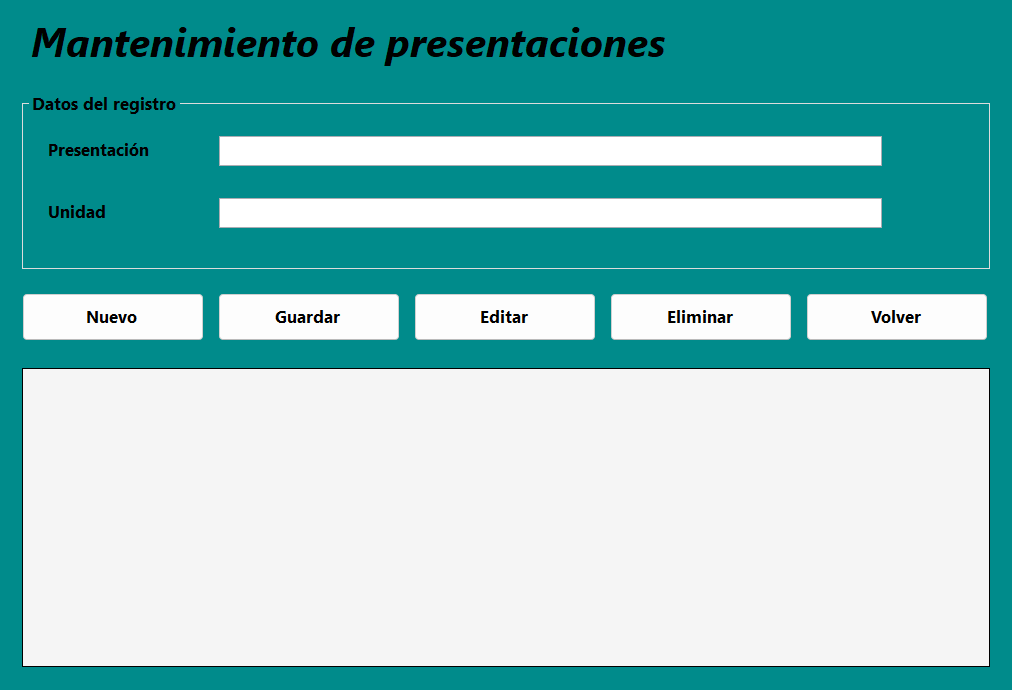 Mantenimiento de presentaciones
Datos del registro
Presentación
Unidad
Nuevo Guardar Editar Eliminar Volver